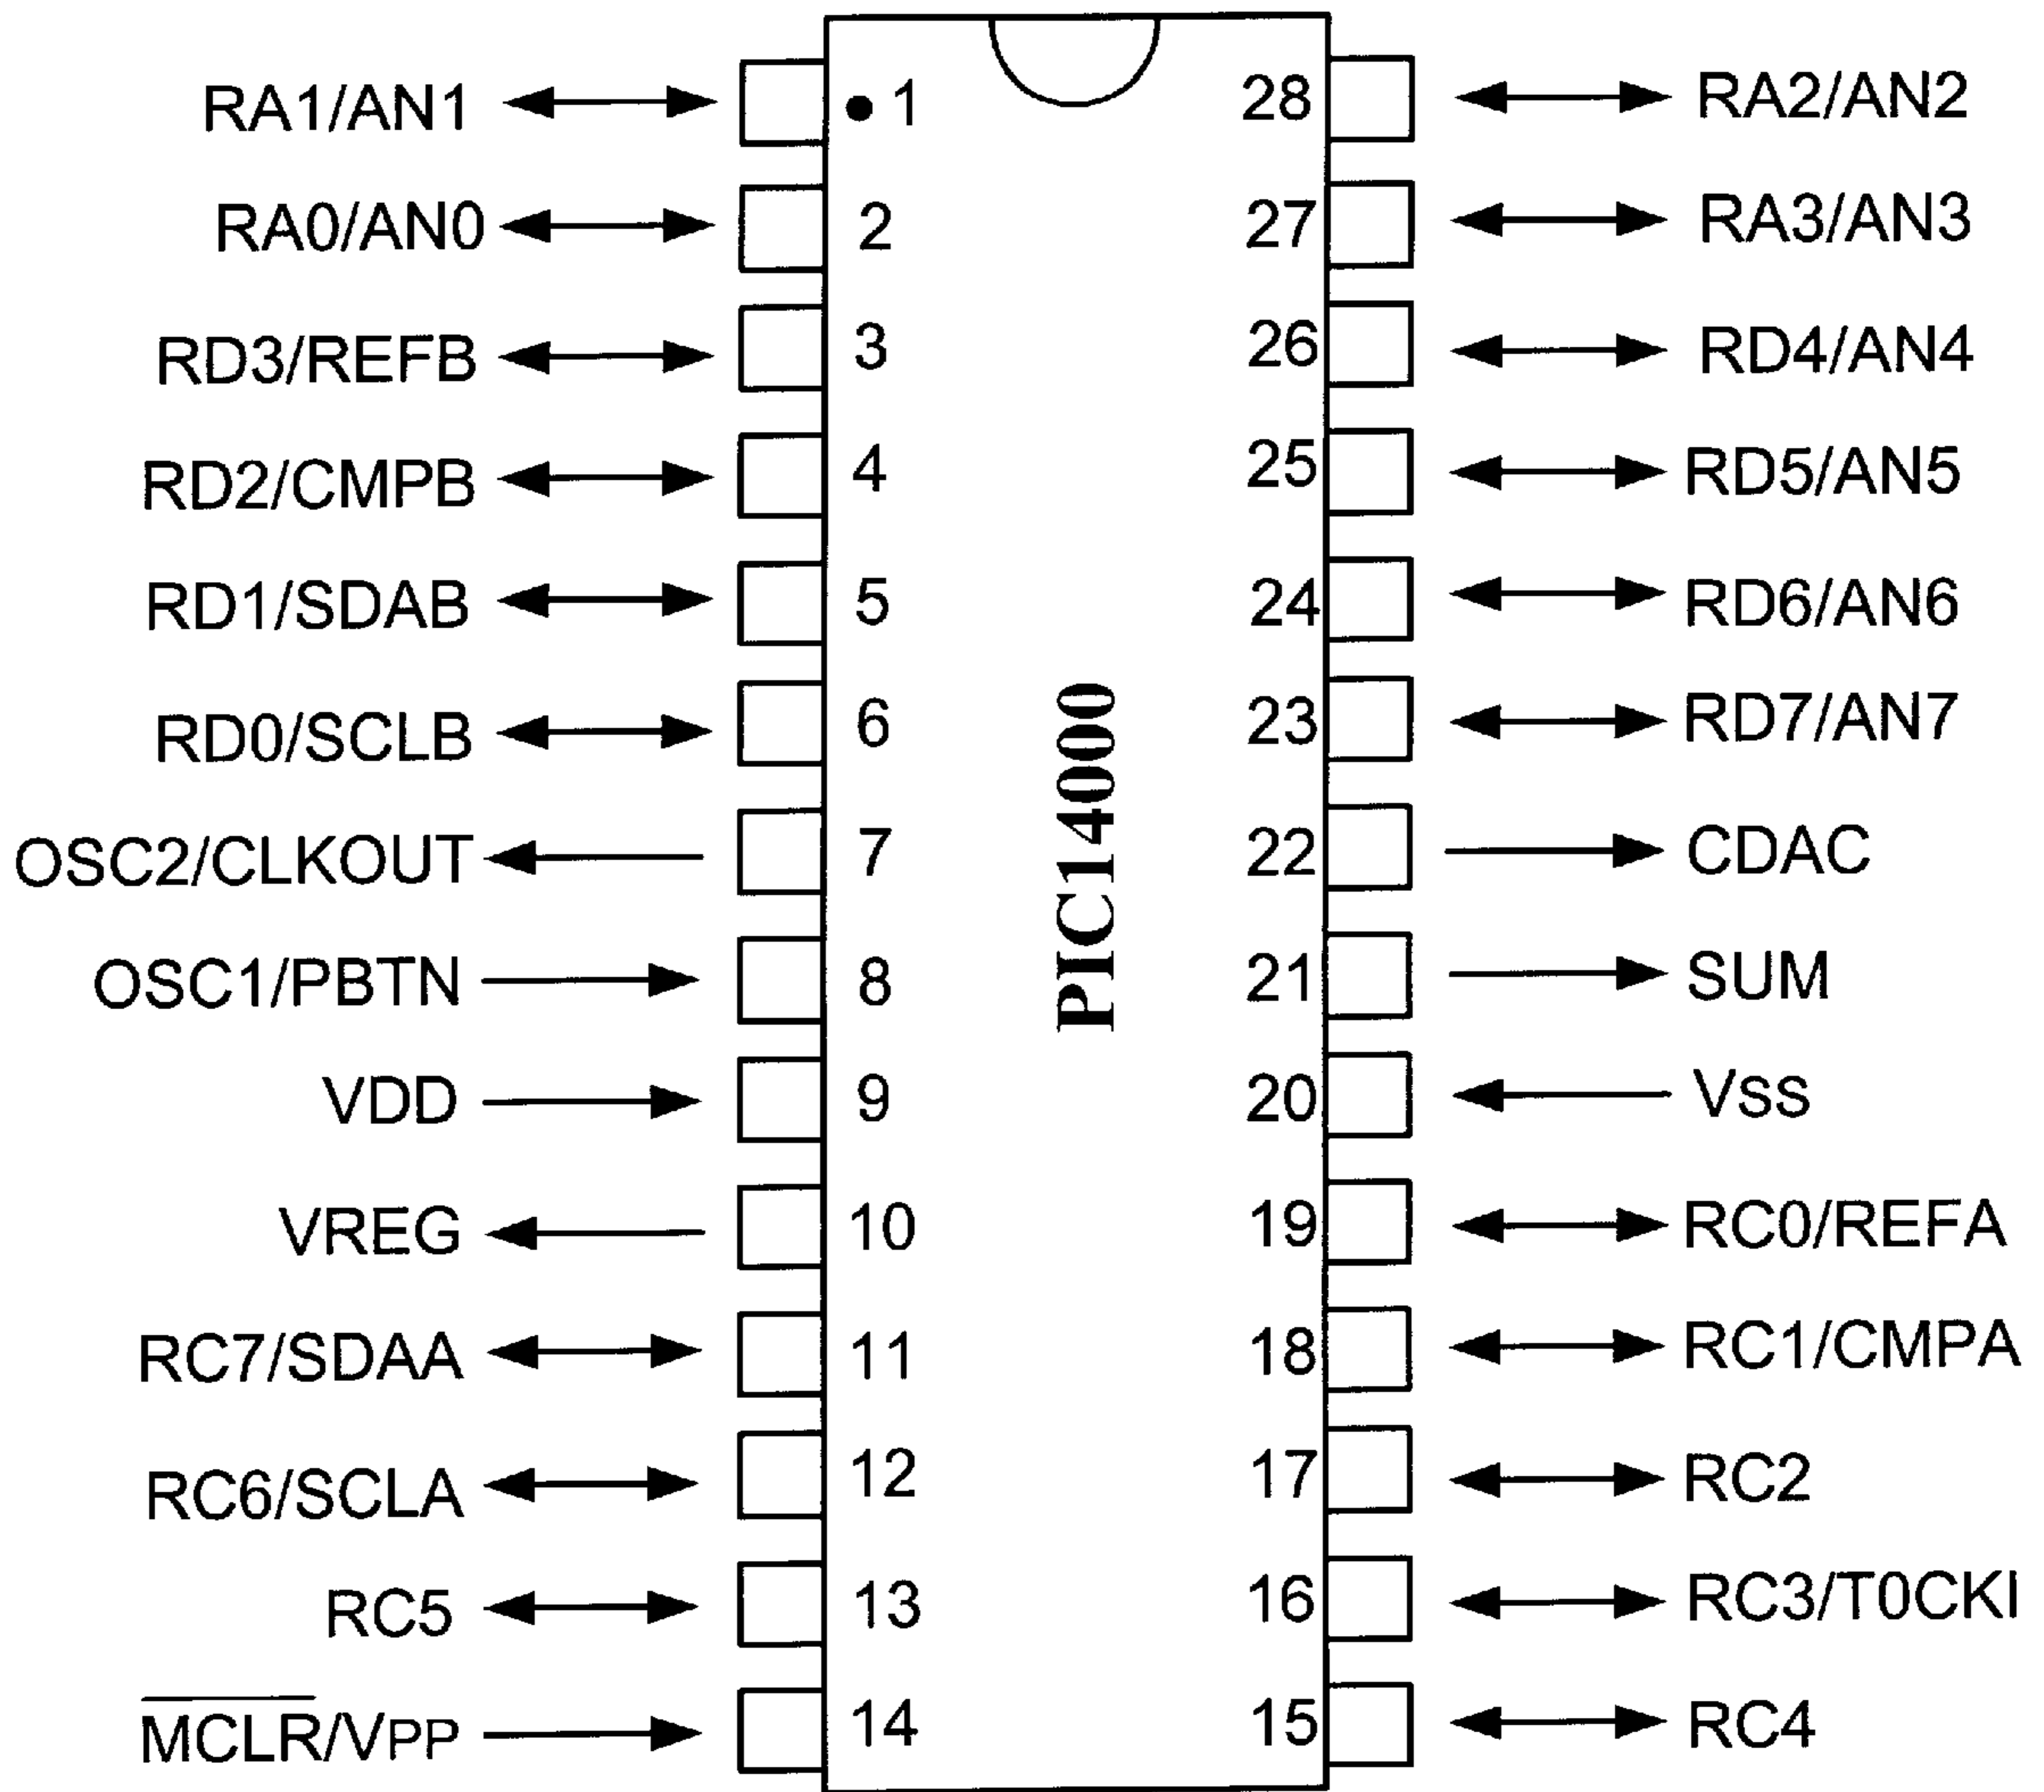 RA1/AN1 1 28 RA2/AN2
RA0/AN0 2 27 RA3/AN3
RD3/REFB 3 26 RD4/AN4
RD2/CMPB 4 25 RD5/AN5
RD1/SDAB 5 24 RD6/AN6
RD0/SCLB 6 23 RD7/AN7
OSC2/CLKOUT 7 22 CDAC
OSC1/PBTN 8 21 SUM
VDD 9 20 VSS
VREG 10 19 RC0/REFA
RC7/SDAA 11 18 RC1/CMPA
RC6/SCLA 12 17 RC2
RC5 13 16 RC3/T0CKI
M̅C̅L̅R̅/VPP 14 15 RC4
PIC14000